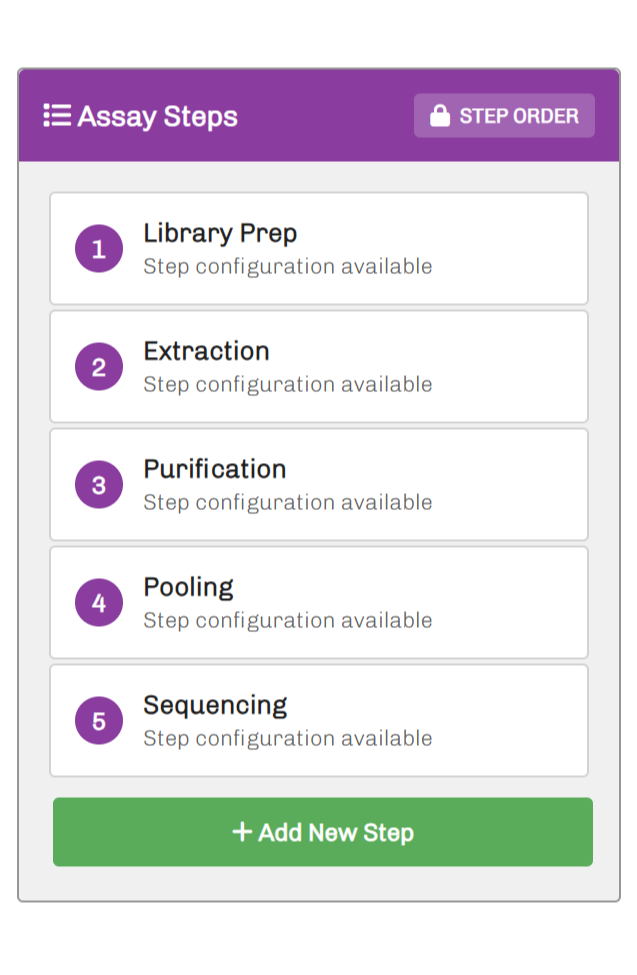 Assay Steps
STEP ORDER
1
Library Prep
Step configuration available
2
Extraction
Step configuration available
3
Purification
Step configuration available
4
Pooling
Step configuration available
5
Sequencing
Step configuration available
+ Add New Step